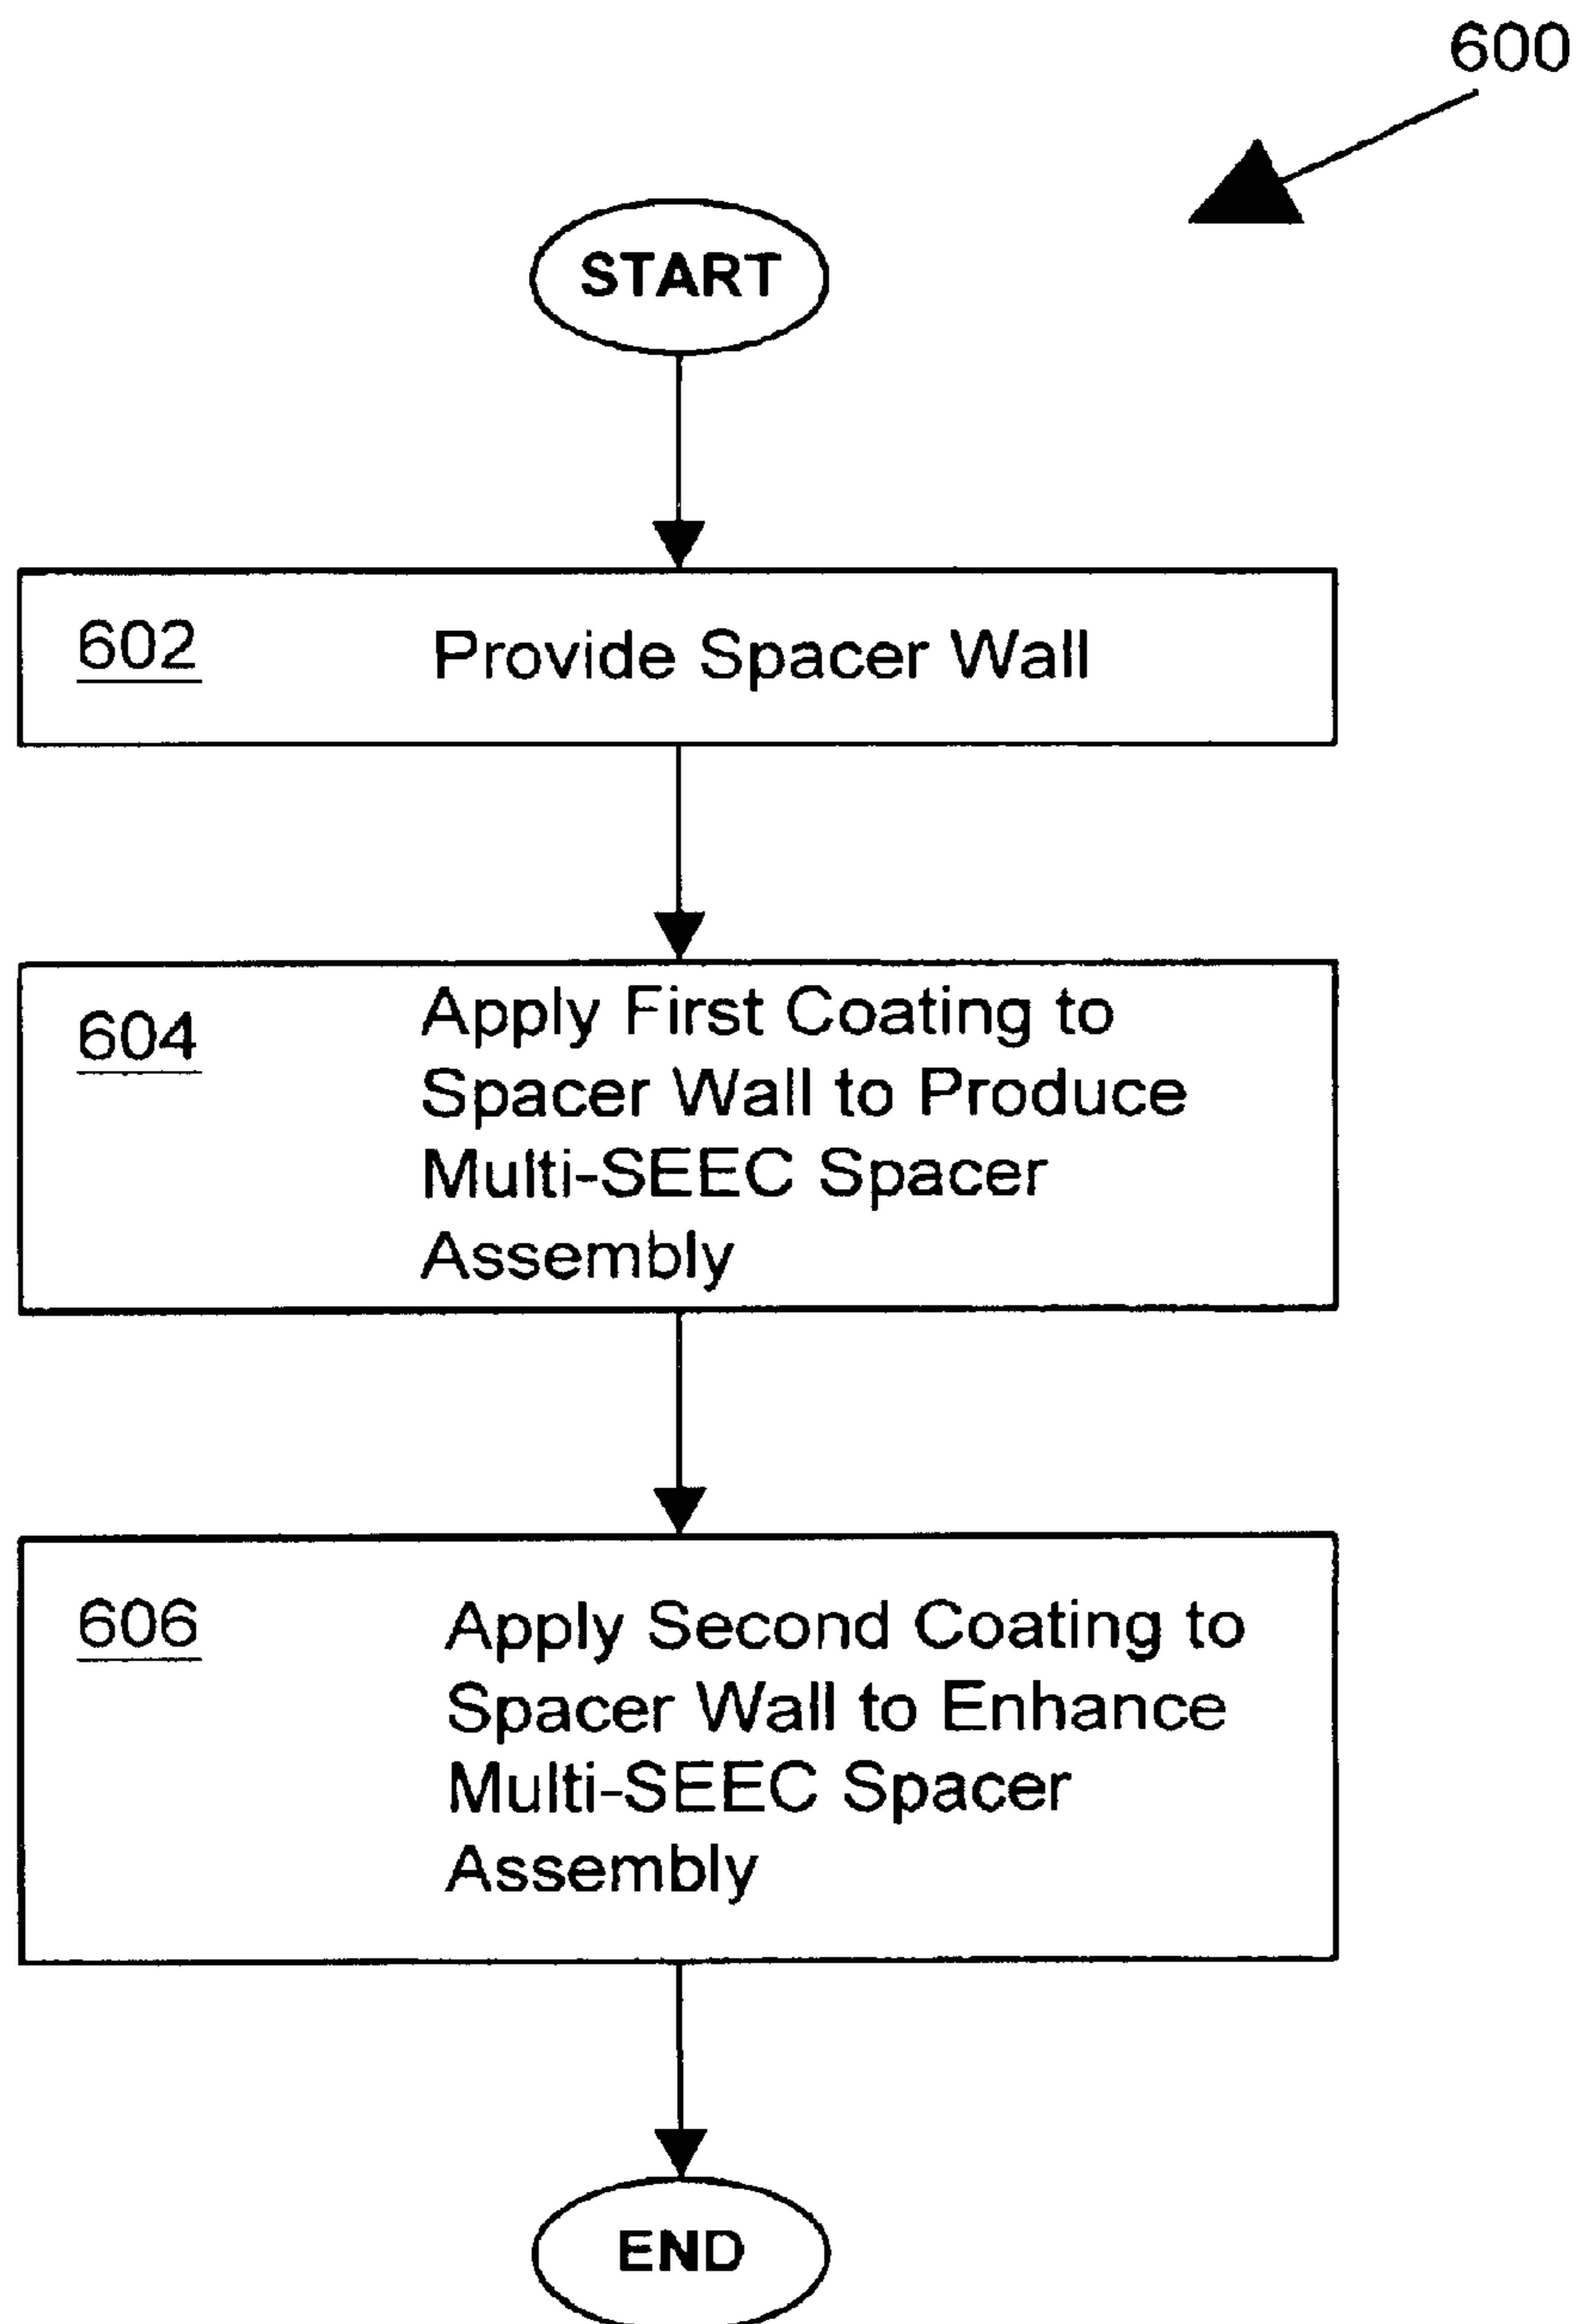 600
START
602 Provide Spacer Wall
604 Apply First Coating to
Spacer Wall to Produce
Multi-SEEC Spacer
Assembly
606 Apply Second Coating to
Spacer Wall to Enhance
Multi-SEEC Spacer
Assembly
END